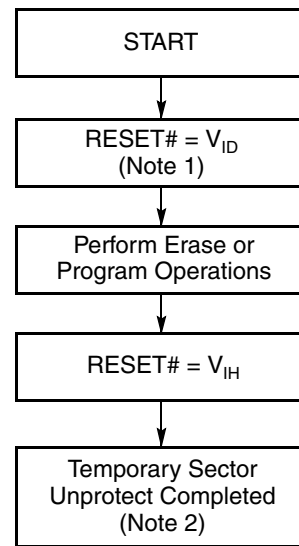 START
RESET# = V_ID
(Note 1)
Perform Erase or
Program Operations
RESET# = V_IH
Temporary Sector
Unprotect Completed
(Note 2)